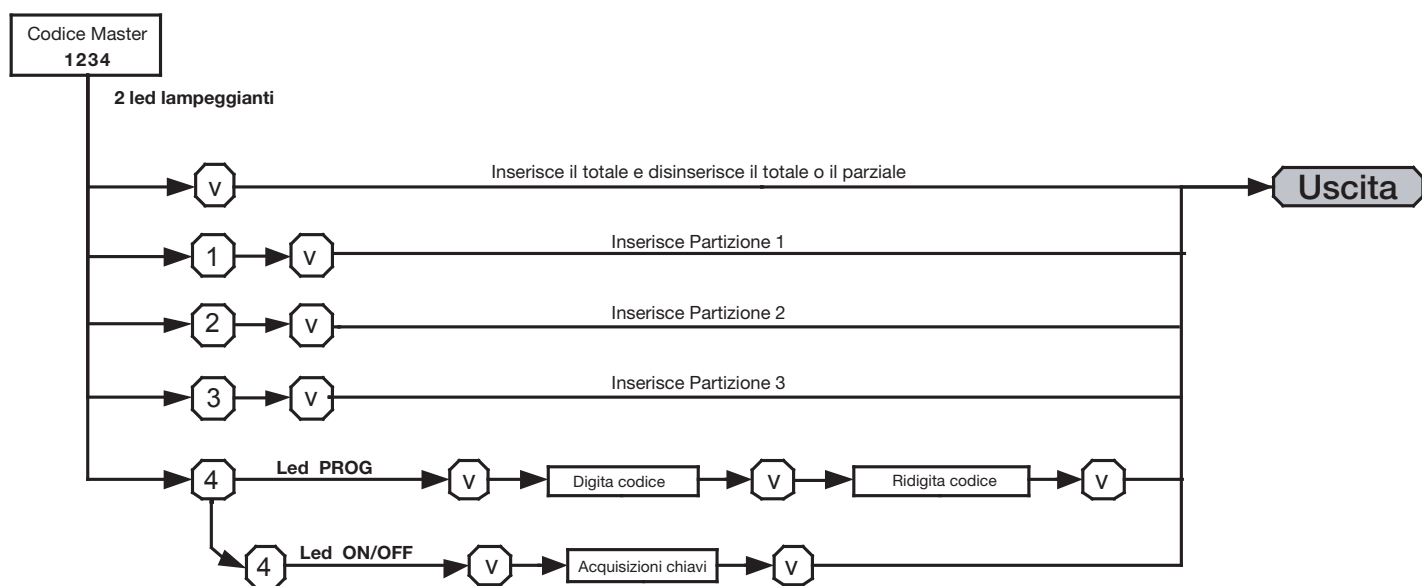 Codice Master
1234
2 led lampeggianti
v
Inserisce il totale e disinserisce il totale o il parziale
Uscita
1
v
Inserisce Partizione 1
2
v
Inserisce Partizione 2
3
v
Inserisce Partizione 3
4
Led PROG
v
Digita codice
v
Ridigita codice
v
4
Led ON/OFF
v
Acquisizioni chiavi
v